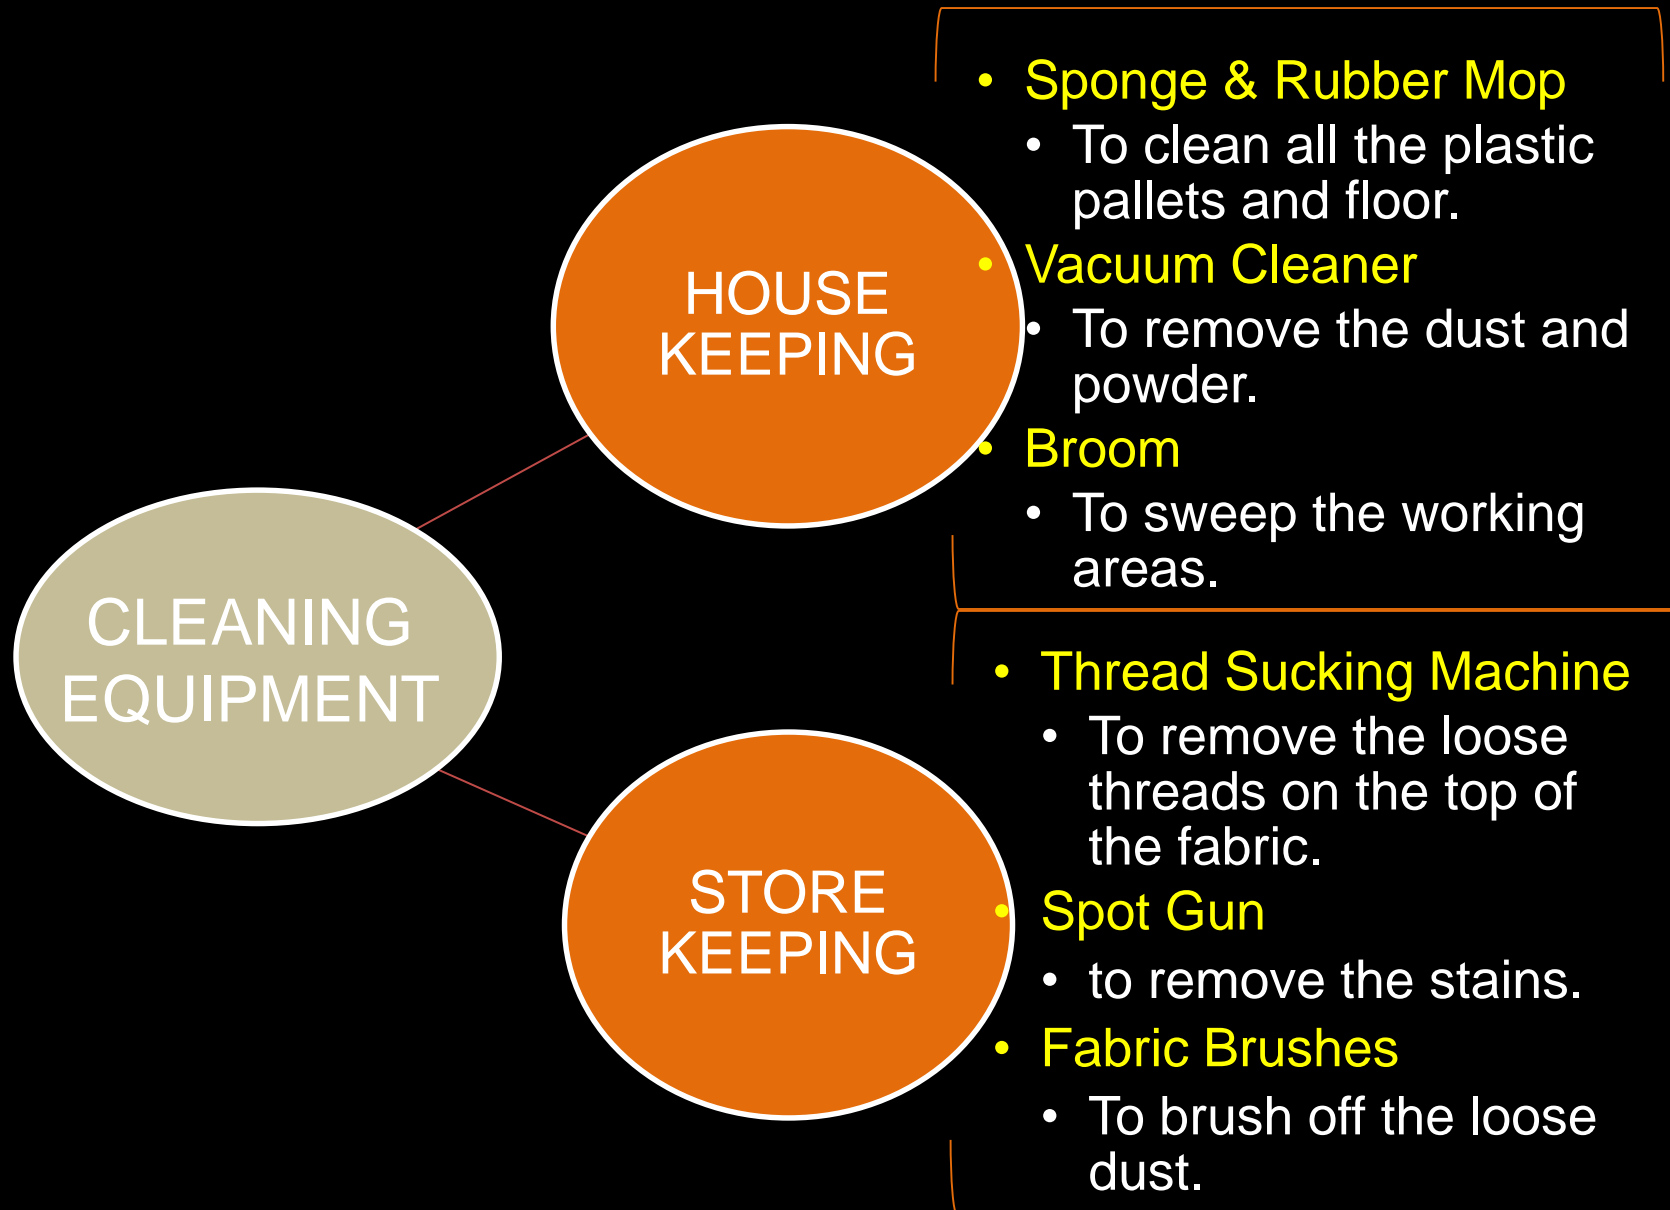 CLEANING
EQUIPMENT
HOUSE
KEEPING
• Sponge & Rubber Mop
• To clean all the plastic
pallets and floor.
• Vacuum Cleaner
• To remove the dust and
powder.
• Broom
• To sweep the working
areas.
STORE
KEEPING
• Thread Sucking Machine
• To remove the loose
threads on the top of
the fabric.
• Spot Gun
• to remove the stains.
• Fabric Brushes
• To brush off the loose
dust.